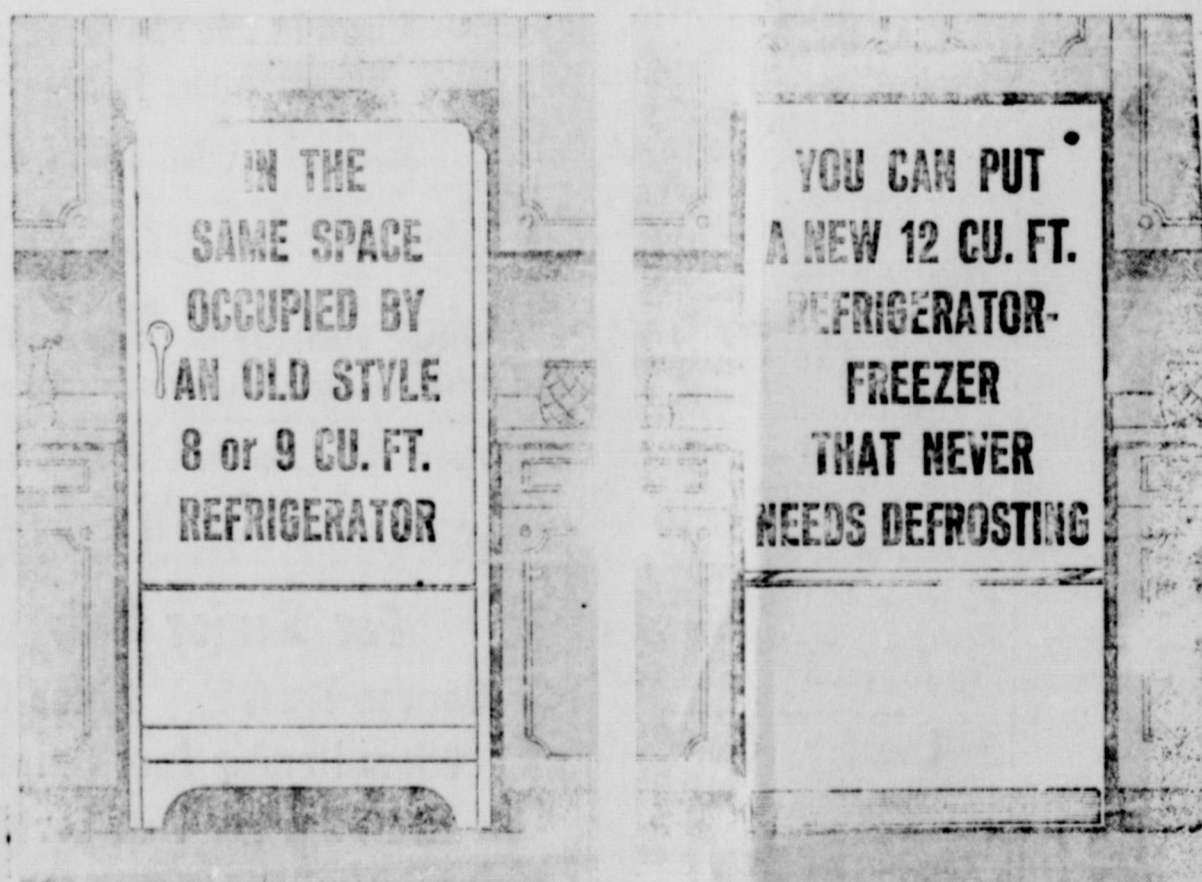 IN THE
SAME SPACE
OCCUPIED BY
AN OLD STYLE
8 or 9 CU. FT.
REFRIGERATOR
YOU CAN PUT
A NEW 12 CU. FT.
REFRIGERATOR-
FREEZER
THAT NEVER
NEEDS DEFROSTING